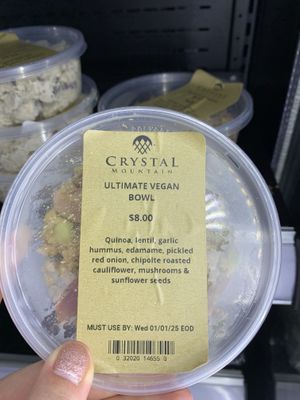 CRYSTAL
MOUNTAIN
ULTIMATE VEGAN
BOWL
$8.00
Quinoa, lentil, garlic
hummus, edamame, pickled
red onion, chipolte roasted
cauliflower, mushrooms &
sunflower seeds
MUST USE BY: Wed 01/01/25 EOD
0 32020 14655 0